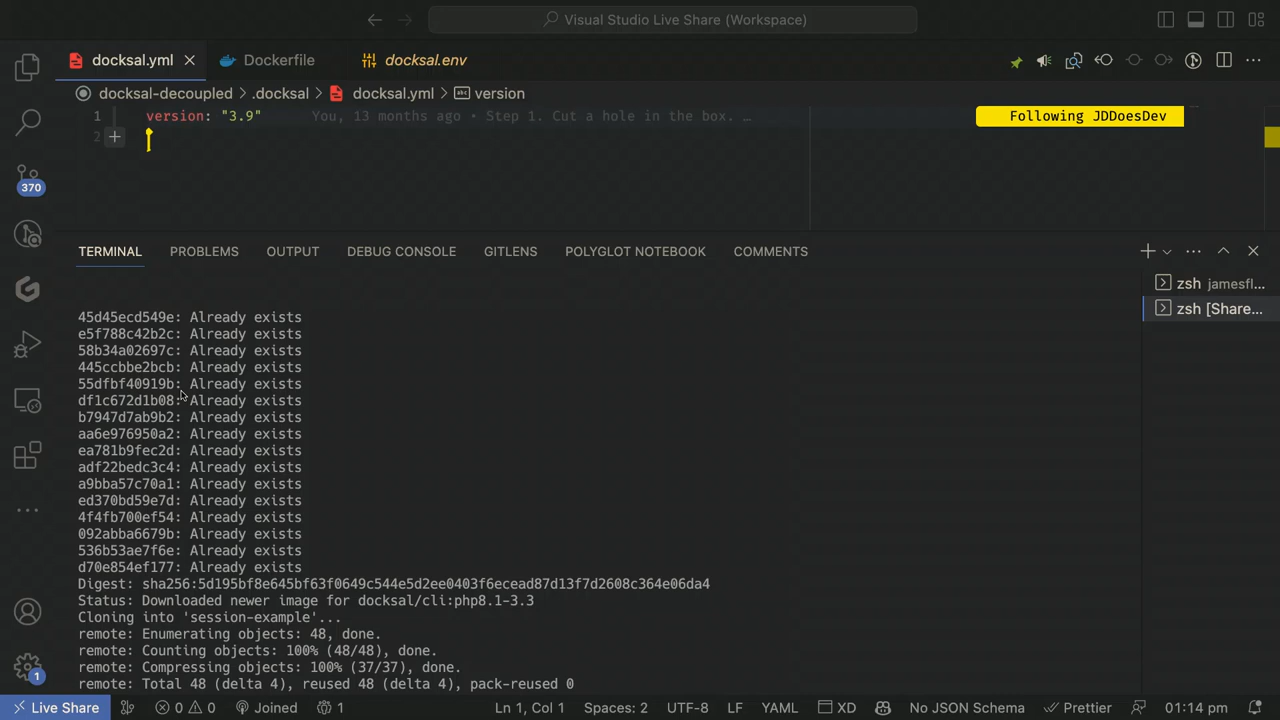 Visual Studio Live Share (Workspace)
docksal.yml
Dockerfile
docksal.env
docksal-decoupled > .docksal > docksal.yml > version
1 version: "3.9" You, 13 months ago • Step 1. Cut a hole in the box. …
Following JDDoesDev
2
370
TERMINAL PROBLEMS OUTPUT DEBUG CONSOLE GITLENS POLYGLOT NOTEBOOK COMMENTS
zsh jamesfl...
zsh [Share...
45d45ecd549e: Already exists
e5f788c42b2c: Already exists
58b34a02697c: Already exists
445ccbbe2bcb: Already exists
55dfbf40919b: Already exists
df1c672d1b08: Already exists
b7947d7ab9b2: Already exists
aa6e976950a2: Already exists
ea781b9fec2d: Already exists
adf22bedc3c4: Already exists
a9bba57c70a1: Already exists
ed370bd59e7d: Already exists
4f4fb700ef54: Already exists
092abba6679b: Already exists
536b53ae7f6e: Already exists
d70e854ef177: Already exists
Digest: sha256:5d195bf8e645bf63f0649c544e5d2ee0403f6ecead87d13f7d2608c364e06da4
Status: Downloaded newer image for docksal/cli:php8.1-3.3
Cloning into 'session-example'...
remote: Enumerating objects: 48, done.
remote: Counting objects: 100% (48/48), done.
remote: Compressing objects: 100% (37/37), done.
remote: Total 48 (delta 4), reused 48 (delta 4), pack-reused 0
1
Live Share 0 0 Joined 1 Ln 1, Col 1 Spaces: 2 UTF-8 LF YAML XD No JSON Schema Prettier 01:14 pm